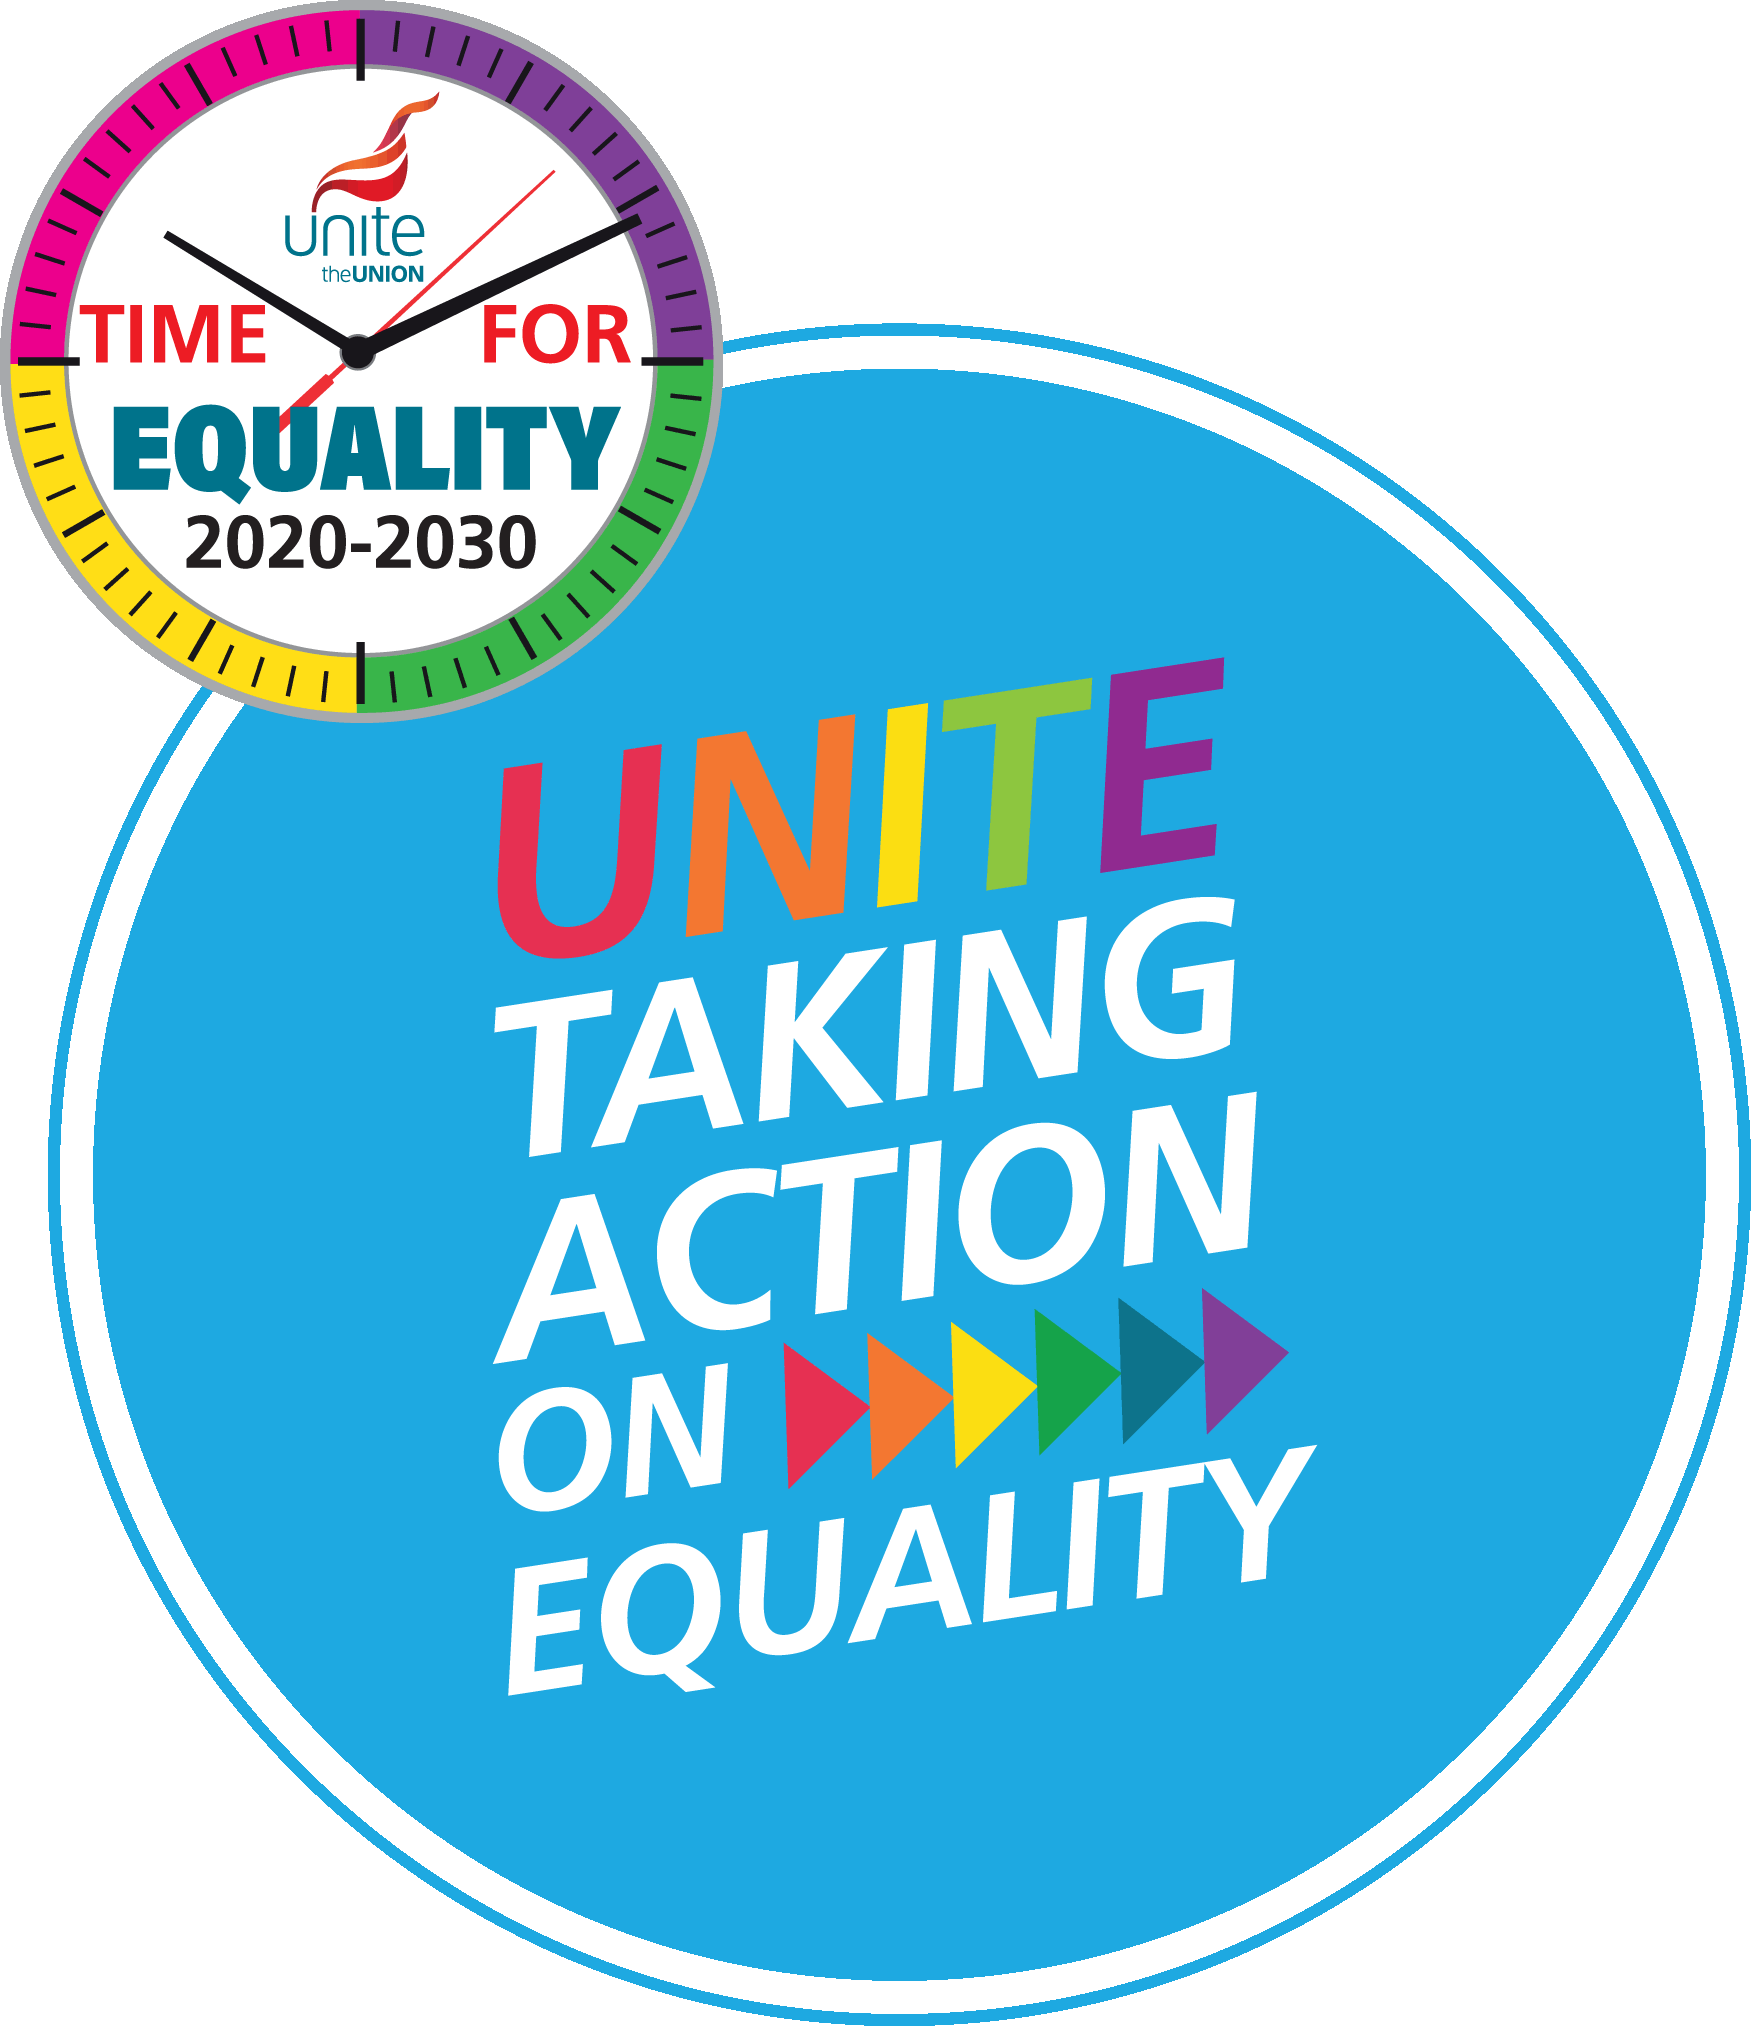 unite
theUNION
TIME FOR
EQUALITY
2020-2030
UNITE
TAKING
ACTION
ON
EQUALITY